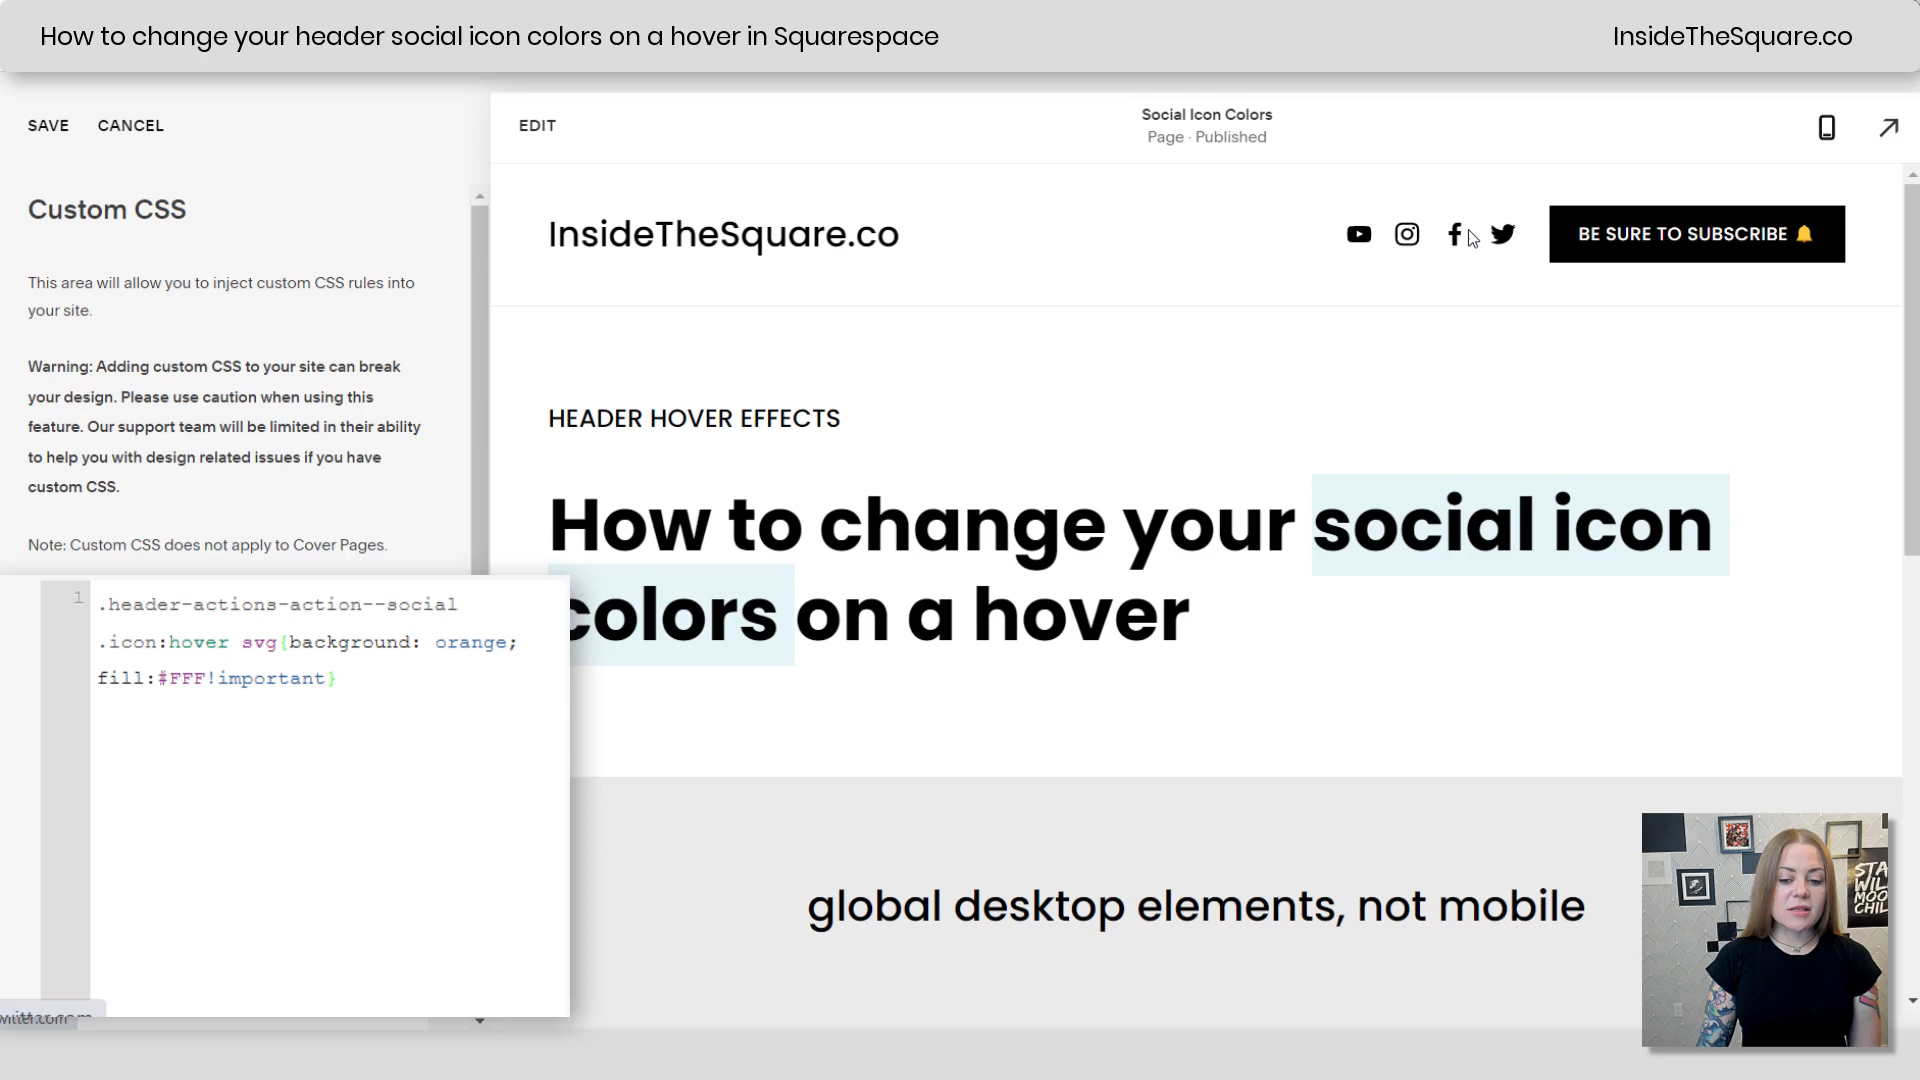 How to change your header social icon colors on a hover in Squarespace
InsideTheSquare.co
SAVE CANCEL
EDIT
Social Icon Colors
Page · Published
Custom CSS
This area will allow you to inject custom CSS rules into
your site.
Warning: Adding custom CSS to your site can break
your design. Please use caution when using this
feature. Our support team will be limited in their ability
to help you with design related issues if you have
custom CSS.
Note: Custom CSS does not apply to Cover Pages.
1
.header-actions-action--social
.icon:hover svg{background: orange;
fill:#FFF!important}
InsideTheSquare.co
BE SURE TO SUBSCRIBE 🔔
HEADER HOVER EFFECTS
How to change your social icon
colors on a hover
global desktop elements, not mobile
STA
WIL
MOO
CHIL